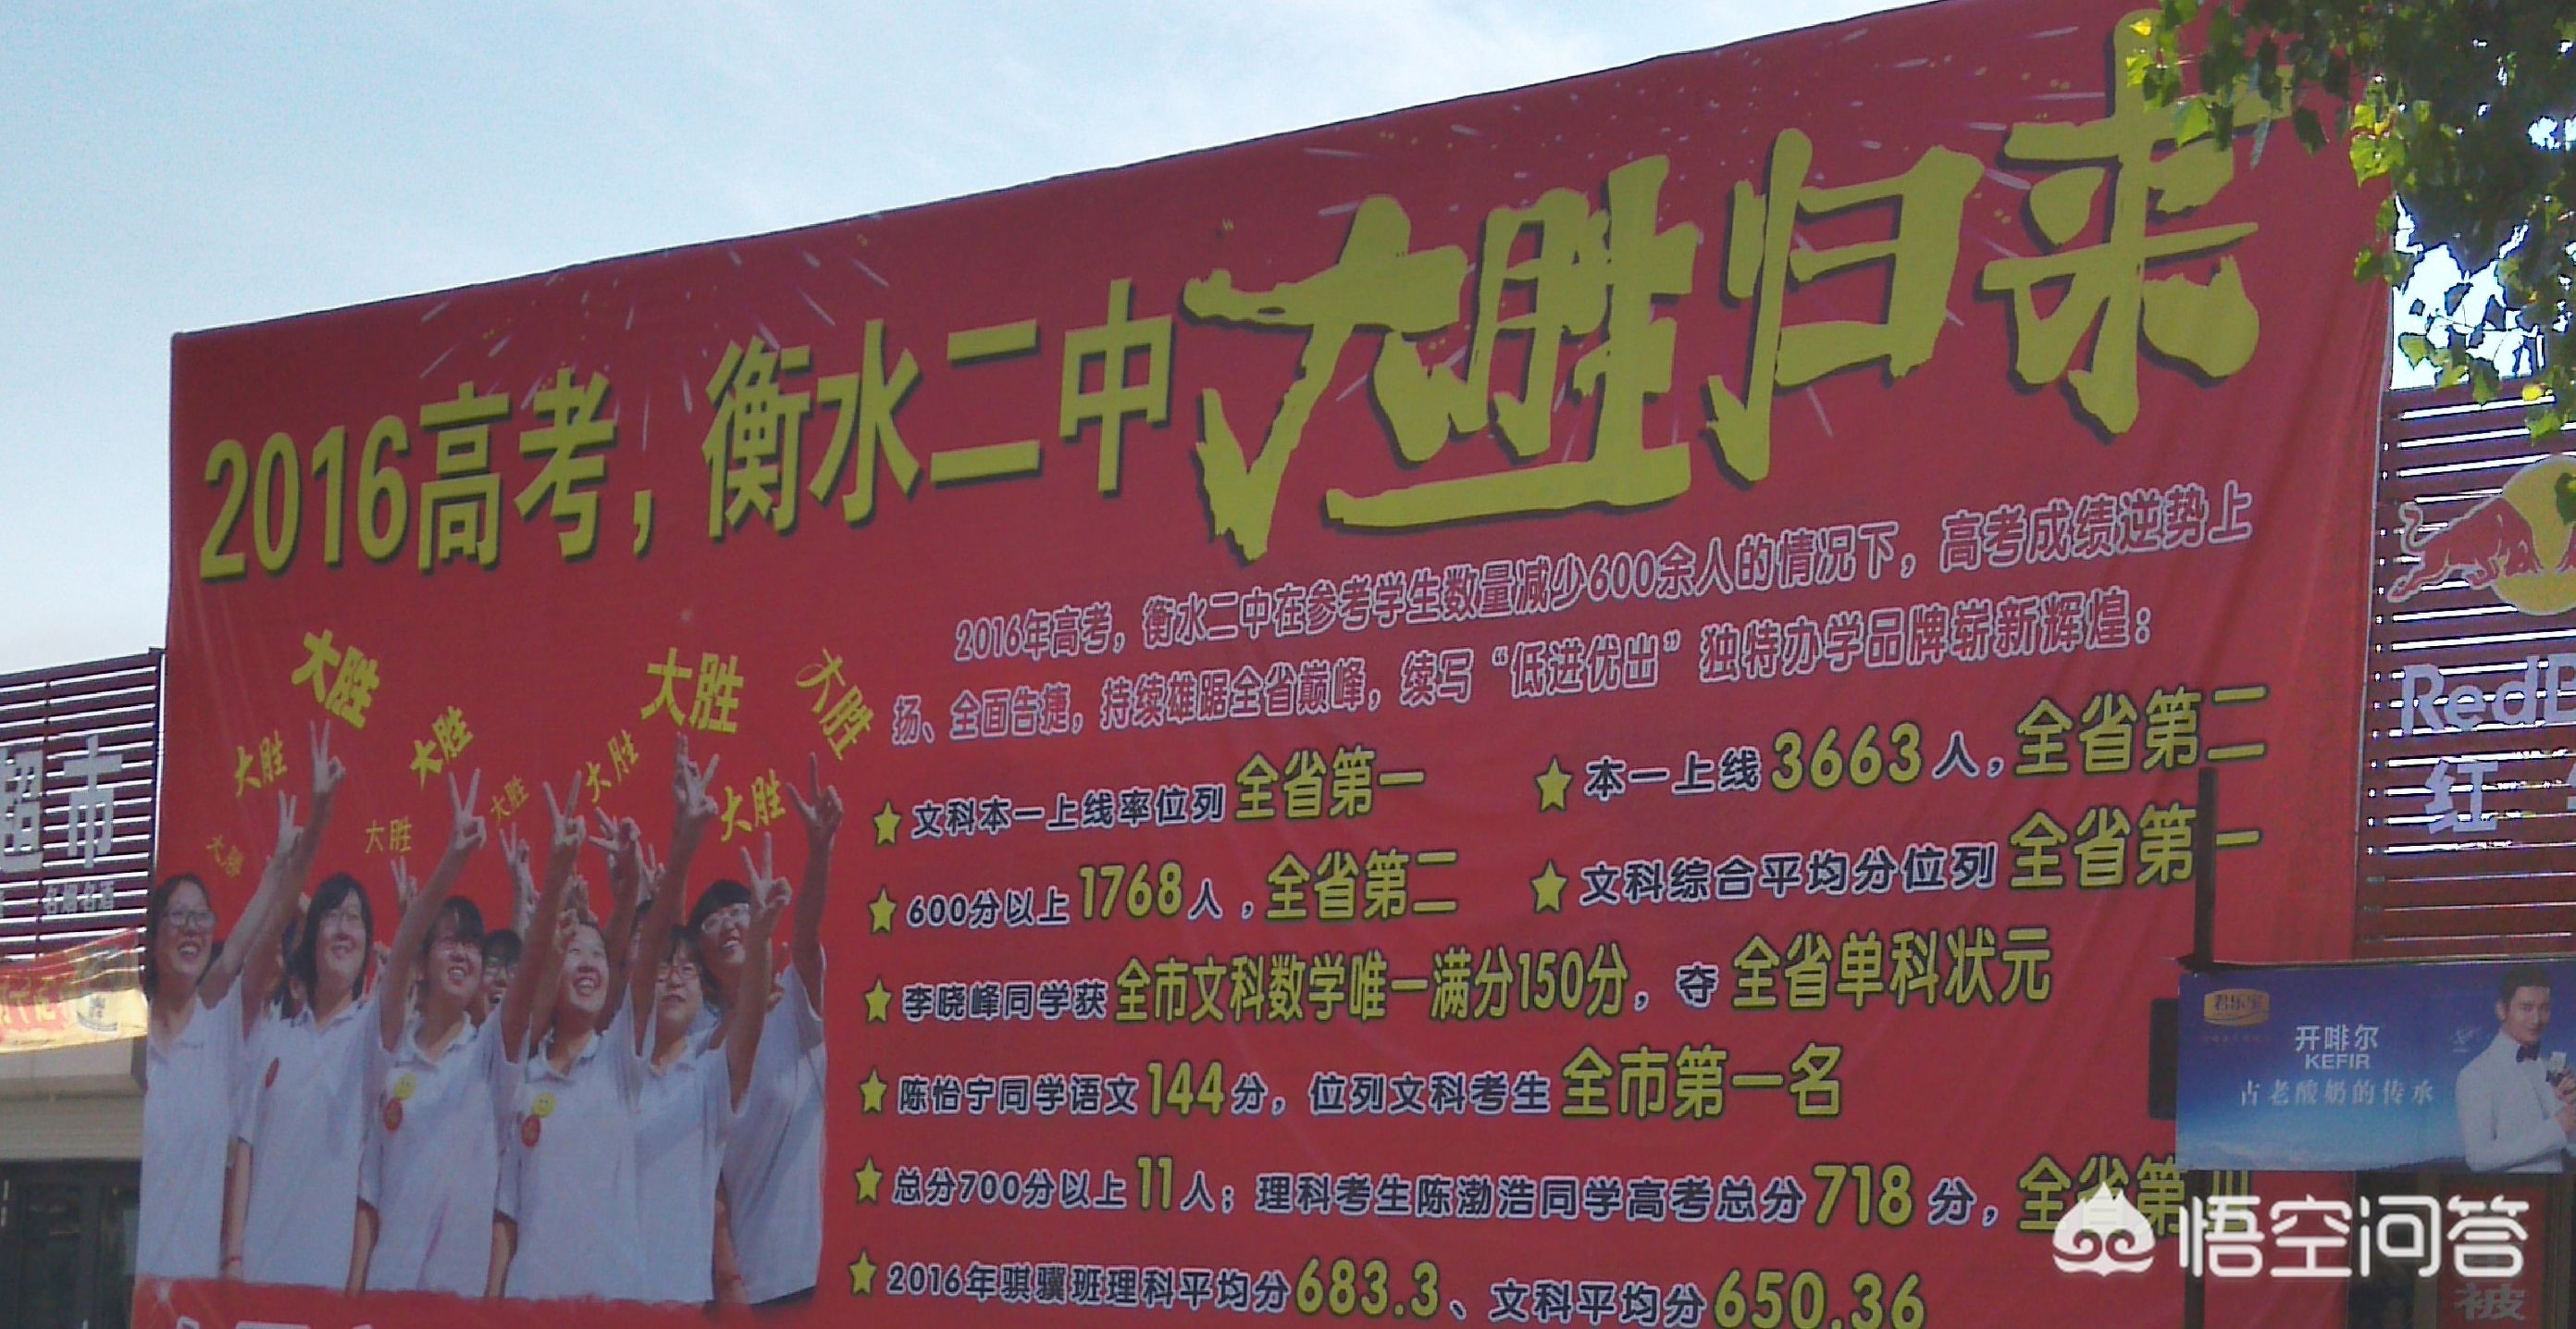 2016高考，衡水二中大胜归来
2016年高考，衡水二中在参考学生数量减少600余人的情况下，高考成绩逆势上
扬、全面告捷，持续雄踞全省巅峰，续写“低进优出”独特办学品牌崭新辉煌：
大胜
大胜
大胜
大胜
大胜
大胜
大胜
大胜
大胜
大胜
★文科本一上线率位列全省第一
★本一上线3663人，全省第二
★600分以上1768人，全省第二
★文科综合平均分位列全省第一
★李晓峰同学获全市文科数学唯一满分150分，夺全省单科状元
★陈怡宁同学语文144分，位列文科考生全市第一名
★总分700分以上11人；理科考生陈渤浩同学高考总分718分，全省第
★2016年骐骥班理科平均分683.3、文科平均分650.36
超市
名烟名酒
RedB
红
君乐宝
开啡尔
KEFIR
古老酸奶的传承
悟空问答
被